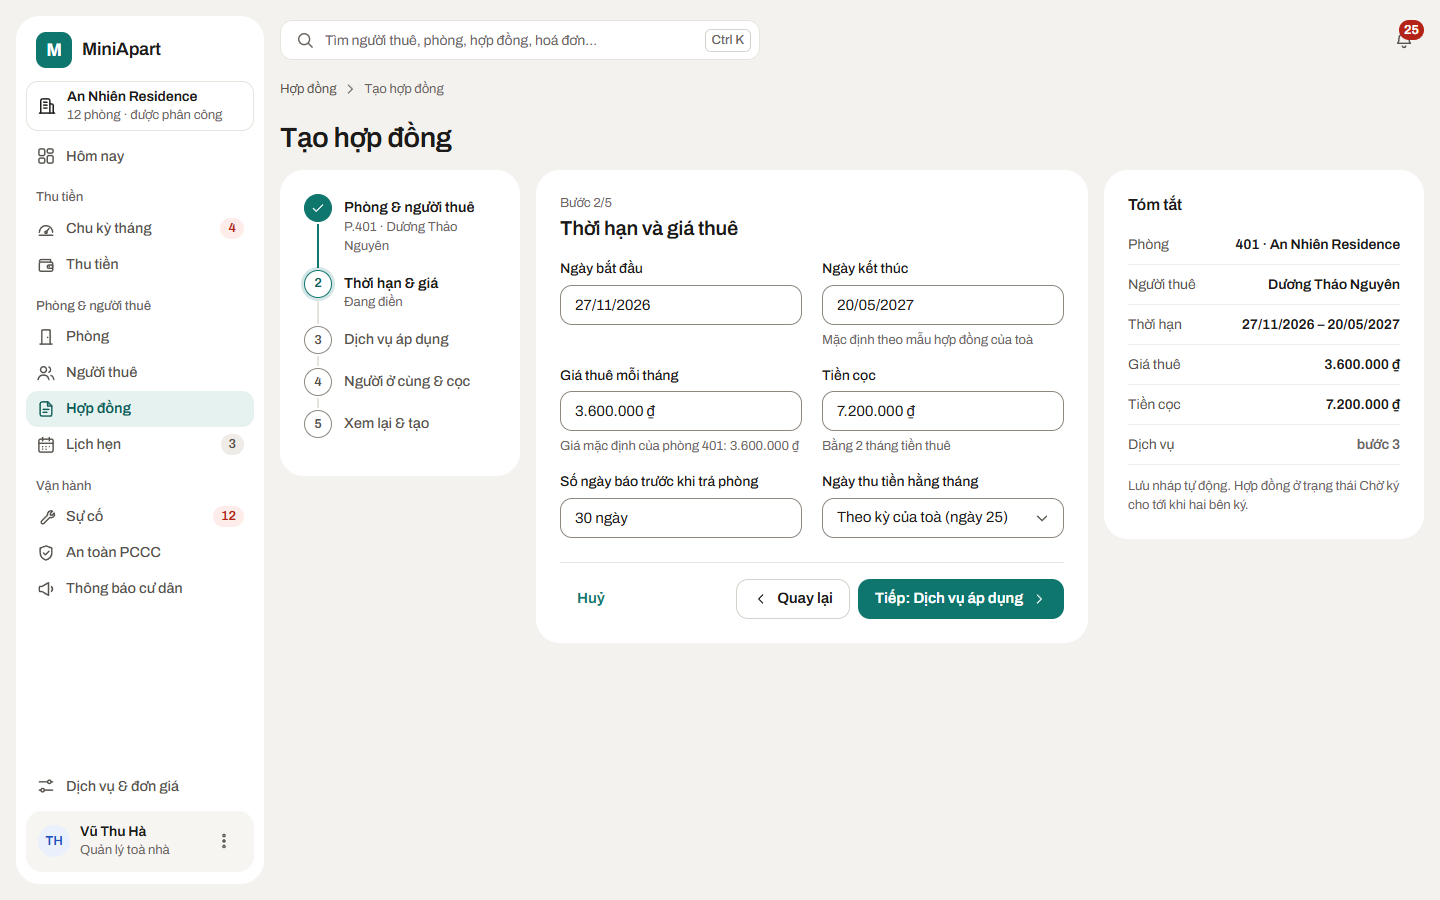 M MiniApart
An Nhiên Residence
12 phòng · được phân công
Hôm nay
Thu tiền
Chu kỳ tháng 4
Thu tiền
Phòng & người thuê
Phòng
Người thuê
Hợp đồng
Lịch hẹn 3
Vận hành
Sự cố 12
An toàn PCCC
Thông báo cư dân
Dịch vụ & đơn giá
TH
Vũ Thu Hà
Quản lý toà nhà
Tìm người thuê, phòng, hợp đồng, hoá đơn... Ctrl K
25
Hợp đồng > Tạo hợp đồng
Tạo hợp đồng
Phòng & người thuê
P.401 · Dương Thảo
Nguyên
2 Thời hạn & giá
Đang điền
3 Dịch vụ áp dụng
4 Người ở cùng & cọc
5 Xem lại & tạo
Bước 2/5
Thời hạn và giá thuê
Ngày bắt đầu
27/11/2026
Ngày kết thúc
20/05/2027
Mặc định theo mẫu hợp đồng của toà
Giá thuê mỗi tháng
3.600.000 ₫
Giá mặc định của phòng 401: 3.600.000 ₫
Tiền cọc
7.200.000 ₫
Bằng 2 tháng tiền thuê
Số ngày báo trước khi trả phòng
30 ngày
Ngày thu tiền hằng tháng
Theo kỳ của toà (ngày 25)
Huỷ
Quay lại
Tiếp: Dịch vụ áp dụng
Tóm tắt
Phòng 401 · An Nhiên Residence
Người thuê Dương Thảo Nguyên
Thời hạn 27/11/2026 – 20/05/2027
Giá thuê 3.600.000 ₫
Tiền cọc 7.200.000 ₫
Dịch vụ bước 3
Lưu nháp tự động. Hợp đồng ở trạng thái Chờ ký
cho tới khi hai bên ký.